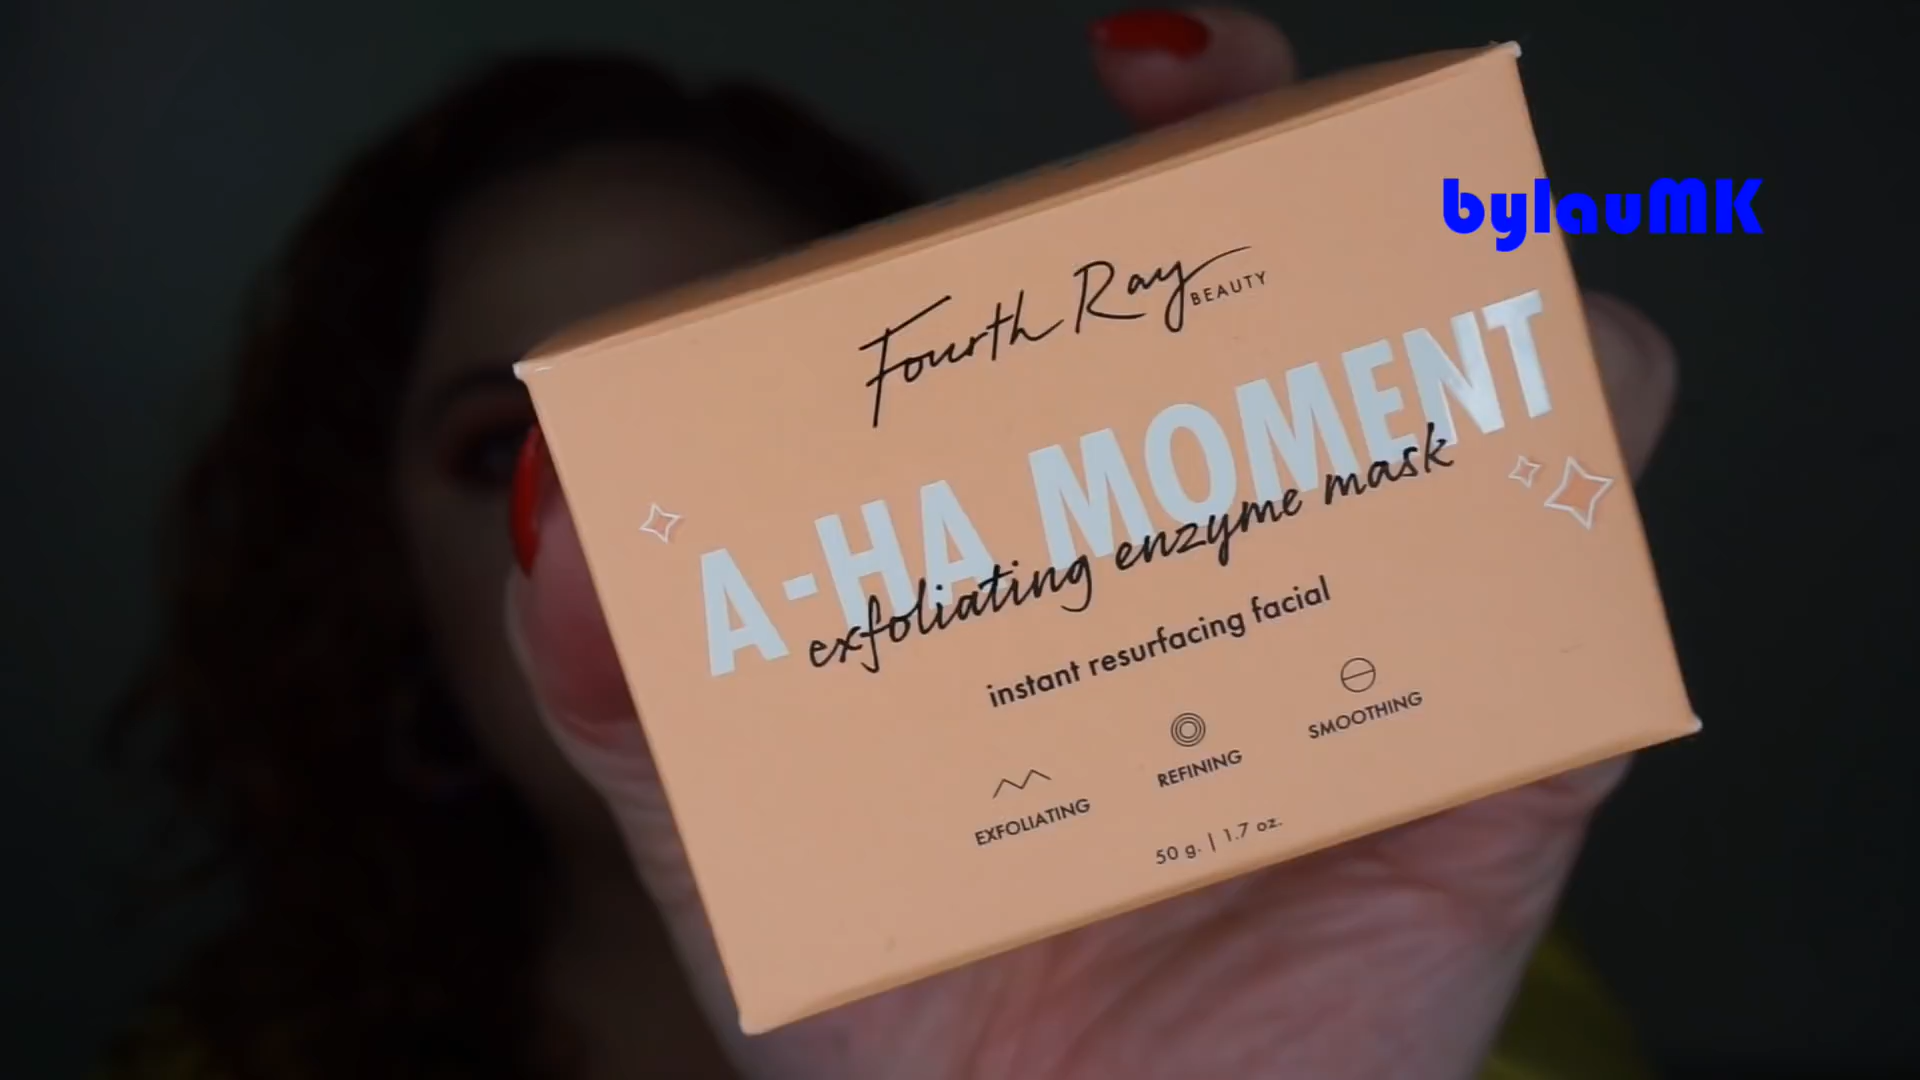 bylauMK
Fourth Ray
BEAUTY
A-HA MOMENT
exfoliating enzyme mask
instant resurfacing facial
EXFOLIATING
REFINING
SMOOTHING
50 g. | 1.7 oz.